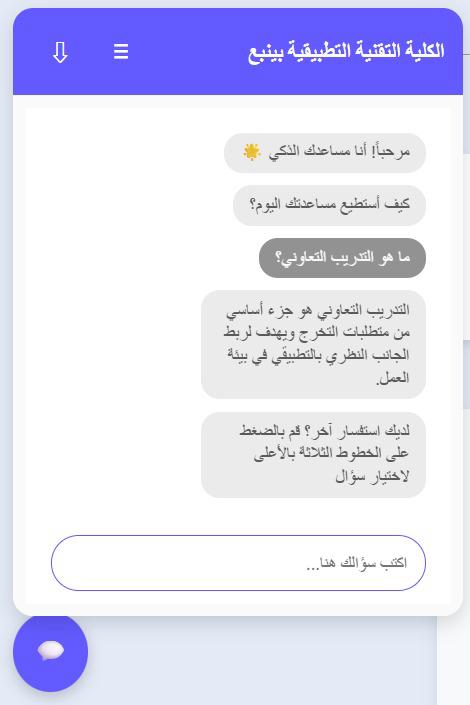 الكلية التقنية التطبيقية بينبع
مرحباً! أنا مساعدك الذكي
كيف أستطيع مساعدتك اليوم؟
ما هو التدريب التعاوني؟
التدريب التعاوني هو جزء أساسي
من متطلبات التخرج ويهدف لربط
الجانب النظري بالتطبيقي في بيئة
العمل.
لديك استفسار آخر؟ قم بالضغط
على الخطوط الثلاثة بالأعلى
لاختيار سؤال
اكتب سؤالك هنا...